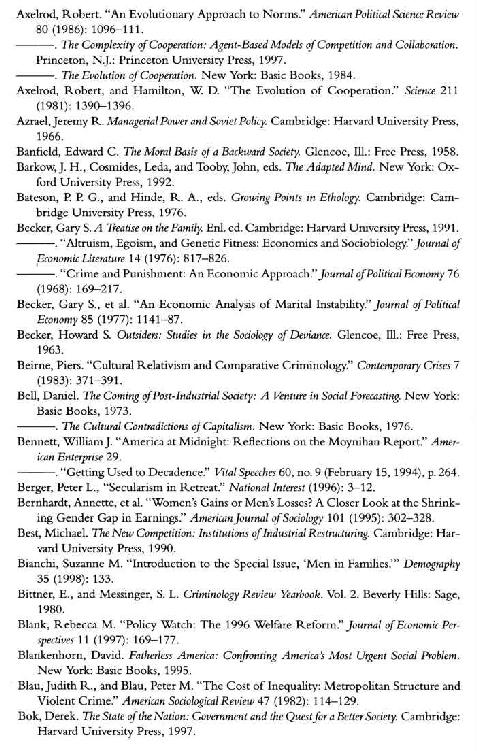 Axelrod, Robert. "An Evolutionary Approach to Norms." American Political Science Review
80 (1986): 1096–111.
———. The Complexity of Cooperation: Agent-Based Models of Competition and Collaboration.
Princeton, N.J.: Princeton University Press, 1997.
———. The Evolution of Cooperation. New York: Basic Books, 1984.
Axelrod, Robert, and Hamilton, W. D. "The Evolution of Cooperation." Science 211
(1981): 1390–1396.
Azrael, Jeremy R. Managerial Power and Soviet Policy. Cambridge: Harvard University Press,
1966.
Banfield, Edward C. The Moral Basis of a Backward Society. Glencoe, Ill.: Free Press, 1958.
Barkow, J. H., Cosmides, Leda, and Tooby, John, eds. The Adapted Mind. New York: Ox-
ford University Press, 1992.
Bateson, P. P. G., and Hinde, R. A., eds. Growing Points in Ethology. Cambridge: Cam-
bridge University Press, 1976.
Becker, Gary S. A Treatise on the Family. Enl. ed. Cambridge: Harvard University Press, 1991.
———. "Altruism, Egoism, and Genetic Fitness: Economics and Sociobiology." Journal of
Economic Literature 14 (1976): 817–826.
———. "Crime and Punishment: An Economic Approach." Journal of Political Economy 76
(1968): 169–217.
Becker, Gary S., et al. "An Economic Analysis of Marital Instability." Journal of Political
Economy 85 (1977): 1141–87.
Becker, Howard S. Outsiders: Studies in the Sociology of Deviance. Glencoe, Ill.: Free Press,
1963.
Beirne, Piers. "Cultural Relativism and Comparative Criminology." Contemporary Crises 7
(1983): 371–391.
Bell, Daniel. The Coming of Post-Industrial Society: A Venture in Social Forecasting. New York:
Basic Books, 1973.
———. The Cultural Contradictions of Capitalism. New York: Basic Books, 1976.
Bennett, William J. "America at Midnight: Reflections on the Moynihan Report." Amer-
ican Enterprise 29.
———. "Getting Used to Decadence." Vital Speeches 60, no. 9 (February 15, 1994), p. 264.
Berger, Peter L., "Secularism in Retreat." National Interest (1996): 3–12.
Bernhardt, Annette, et al. "Women's Gains or Men's Losses? A Closer Look at the Shrink-
ing Gender Gap in Earnings." American Journal of Sociology 101 (1995): 302–328.
Best, Michael. The New Competition: Institutions of Industrial Restructuring. Cambridge: Har-
vard University Press, 1990.
Bianchi, Suzanne M. "Introduction to the Special Issue, 'Men in Families.'" Demography
35 (1998): 133.
Bittner, E., and Messinger, S. L. Criminology Review Yearbook. Vol. 2. Beverly Hills: Sage,
1980.
Blank, Rebecca M. "Policy Watch: The 1996 Welfare Reform." Journal of Economic Per-
spectives 11 (1997): 169–177.
Blankenhorn, David. Fatherless America: Confronting America's Most Urgent Social Problem.
New York: Basic Books, 1995.
Blau, Judith R., and Blau, Peter M. "The Cost of Inequality: Metropolitan Structure and
Violent Crime." American Sociological Review 47 (1982): 114–129.
Bok, Derek. The State of the Nation: Government and the Quest for a Better Society. Cambridge:
Harvard University Press, 1997.